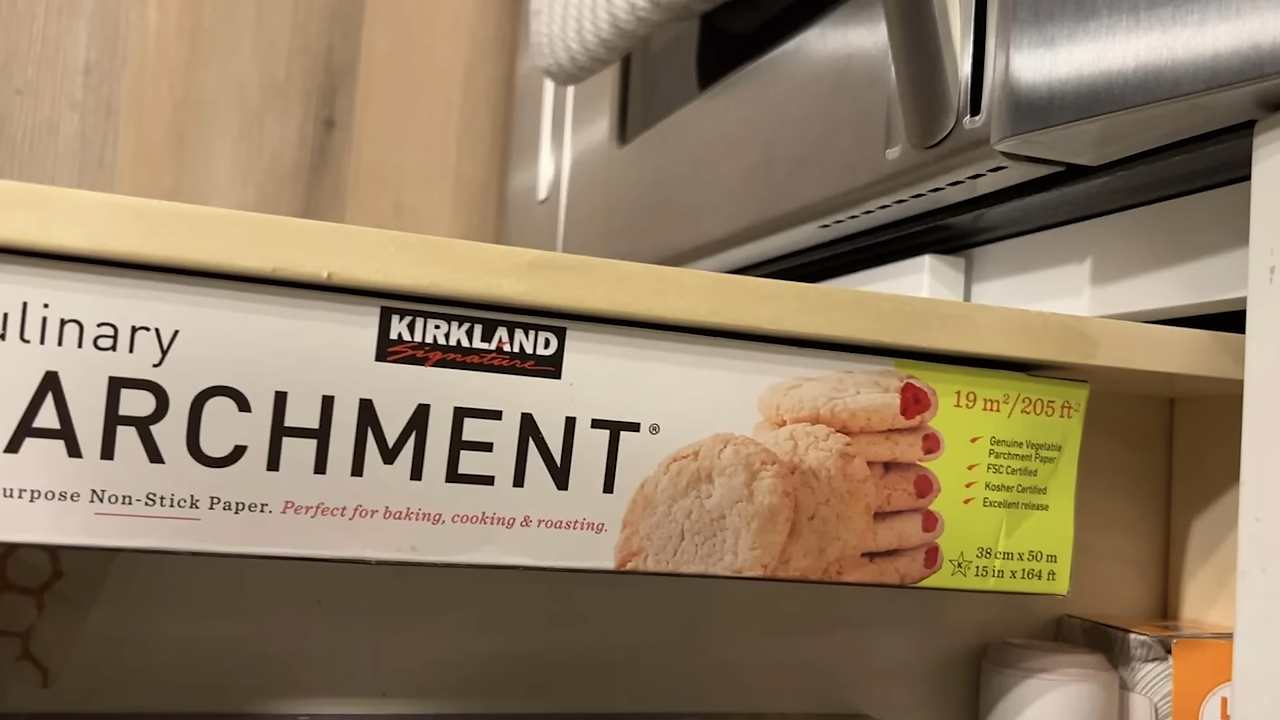 ulinary
KIRKLAND
Signature
ARCHMENT®
urpose Non-Stick Paper. Perfect for baking, cooking & roasting.
19 m²/205 ft²
Genuine Vegetable
Parchment Paper
FSC Certified
Kosher Certified
Excellent release
K
38 cm x 50 m
15 in x 164 ft